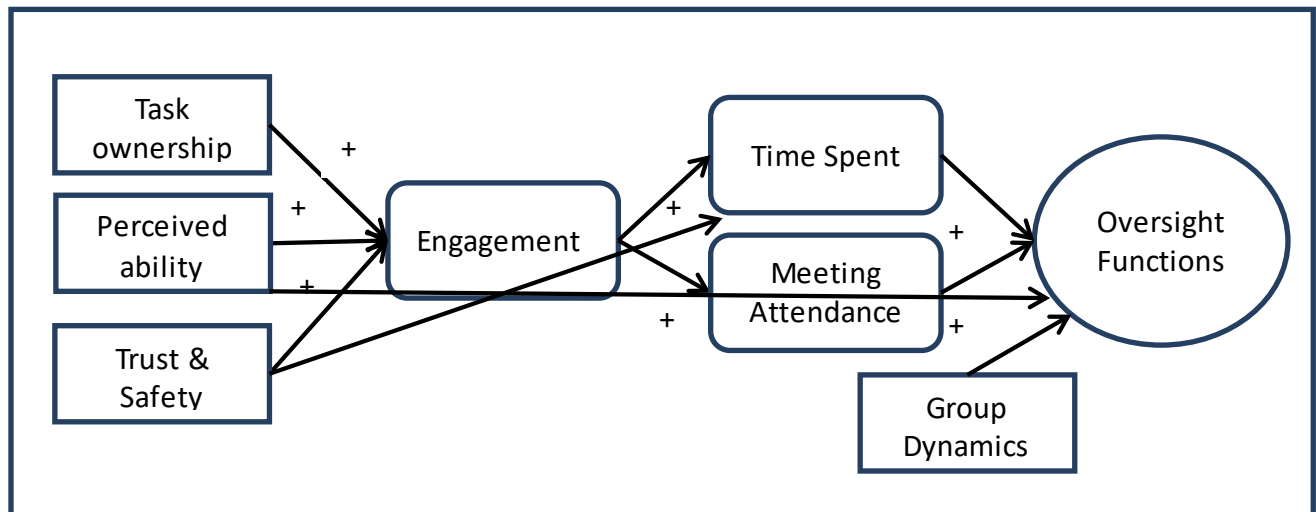 Task
ownership
+
Perceived
ability
+
Trust &
Safety
+
Engagement
+
+
Time Spent
Meeting
Attendance
+
+
Group
Dynamics
Oversight
Functions